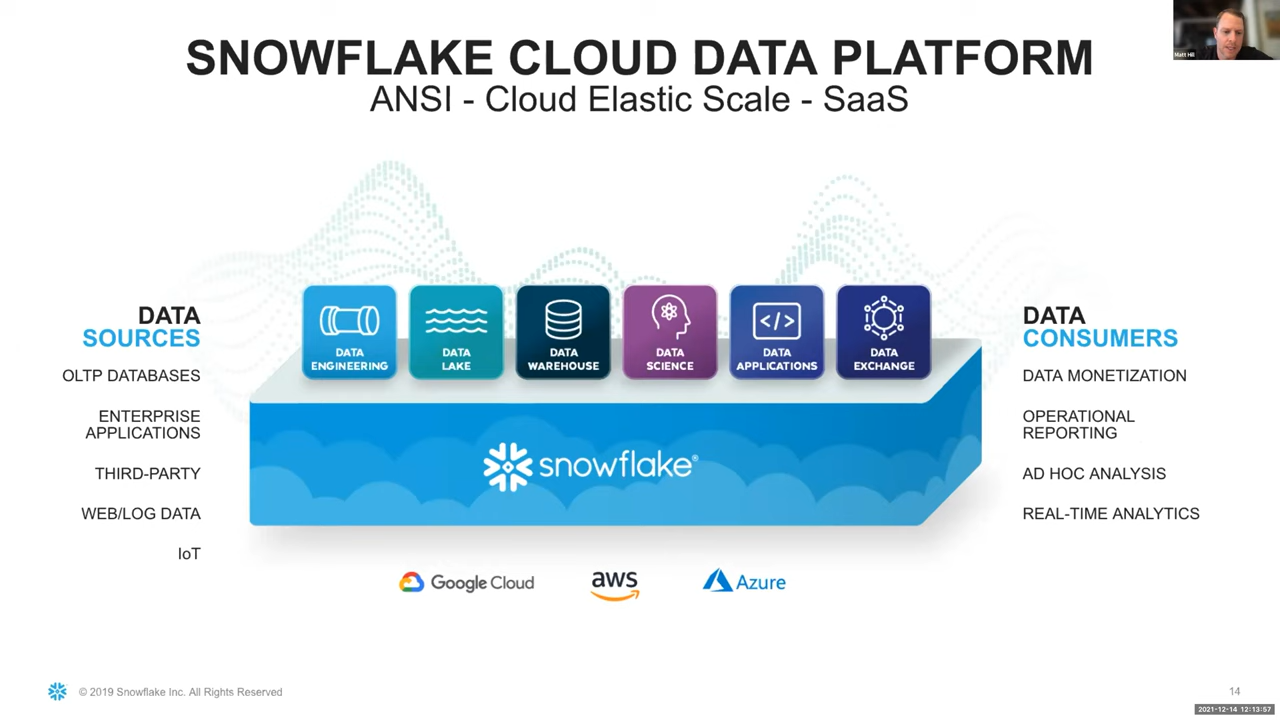 Matt Hill
SNOWFLAKE CLOUD DATA PLATFORM
ANSI - Cloud Elastic Scale - SaaS
DATA
SOURCES
OLTP DATABASES
ENTERPRISE
APPLICATIONS
THIRD-PARTY
WEB/LOG DATA
IoT
DATA
ENGINEERING
DATA
LAKE
DATA
WAREHOUSE
DATA
SCIENCE
DATA
APPLICATIONS
DATA
EXCHANGE
snowflake®
DATA
CONSUMERS
DATA MONETIZATION
OPERATIONAL
REPORTING
AD HOC ANALYSIS
REAL-TIME ANALYTICS
Google Cloud
aws
Azure
© 2019 Snowflake Inc. All Rights Reserved
14
2021-12-14 12:13:57